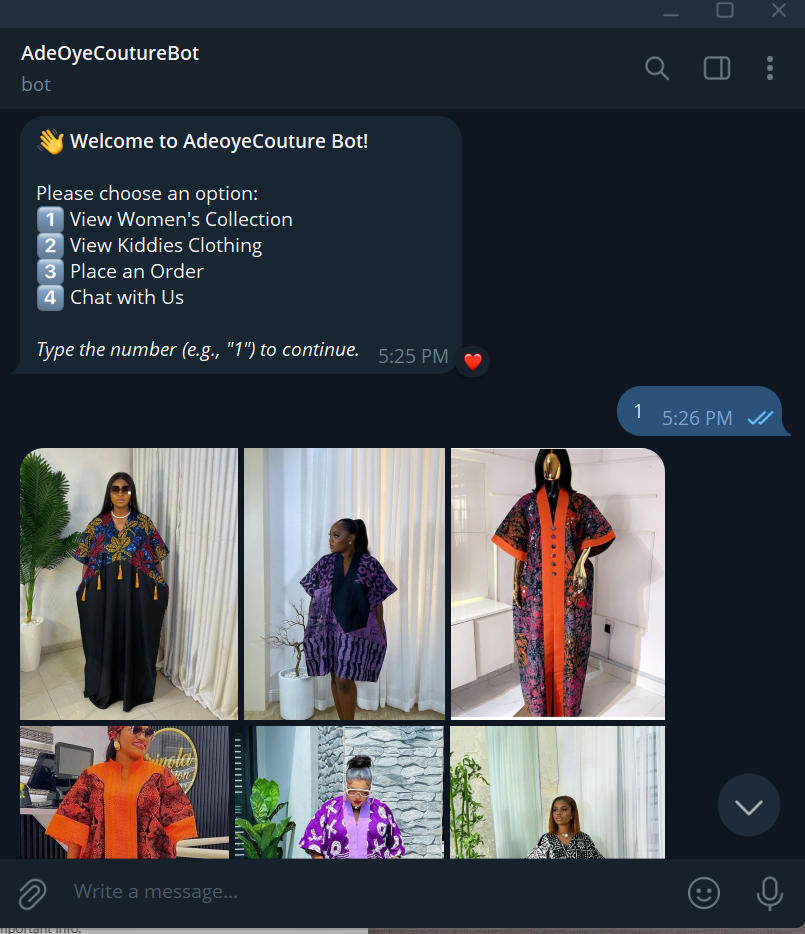 AdeOyeCoutureBot
bot
👋 Welcome to AdeoyeCouture Bot!
Please choose an option:
1️⃣ View Women's Collection
2️⃣ View Kiddies Clothing
3️⃣ Place an Order
4️⃣ Chat with Us
Type the number (e.g., "1") to continue. 5:25 PM
1 5:26 PM
Write a message...